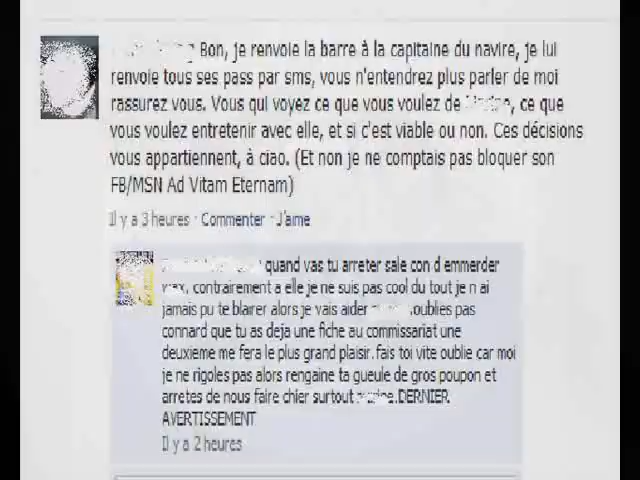 Bon, je renvoie la barre à la capitaine du navire, je lui
renvoie tous ses pass par sms, vous n'entendrez plus parler de moi
rassurez vous. Vous qui voyez ce que vous voulez de , ce que
vous voulez entretenir avec elle, et si c'est viable ou non. Ces décisions
vous appartiennent, à ciao. (Et non je ne comptais pas bloquer son
FB/MSN Ad Vitam Eternam)
Il y a 3 heures · Commenter · J'aime
quand vas tu arreter sale con d emmerder
, contrairement a elle je ne suis pas cool du tout je n ai
jamais pu te blairer alors je vais aider .oublies pas
connard que tu as deja une fiche au commissariat une
deuxieme me fera le plus grand plaisir. fais toi vite oublie car moi
je ne rigoles pas alors rengaine ta gueule de gros poupon et
arretes de nous faire chier surtout .DERNIER
AVERTISSEMENT
Il y a 2 heures